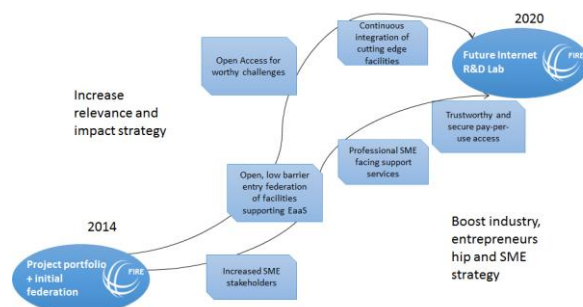 2020
Continuous
integration of
cutting edge
facilities
Future Internet
R&D Lab
FIRE
Open Access for
worthy challenges
Increase
relevance and
impact strategy
Trustworthy and
secure pay-per-
use access
Professional SME
facing support
services
Open, low barrier
entry federation
of facilities
supporting EaaS
2014
Project portfolio
+ initial
federation
FIRE
Increased SME
stakeholders
Boost industry,
entrepreneurs
hip and SME
strategy